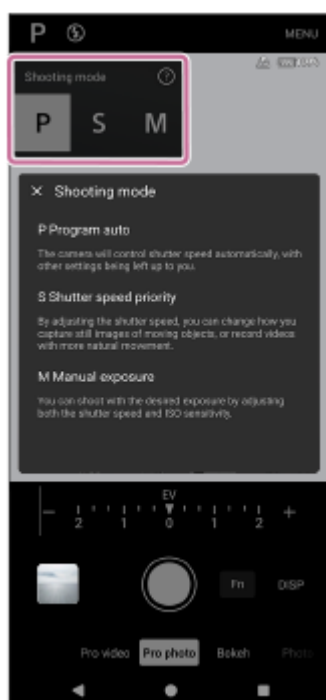 P
MENU
Shooting mode
P S M
× Shooting mode
P Program auto
The camera will control shutter speed automatically, with
other settings being left up to you.
S Shutter speed priority
By adjusting the shutter speed, you can change how you
capture still images of moving objects, or record videos
with more natural movement.
M Manual exposure
You can shoot with the desired exposure by adjusting
both the shutter speed and ISO sensitivity.
EV
− 2 1 0 1 2 +
Fn DISP
Pro video Pro photo Bokeh Photo